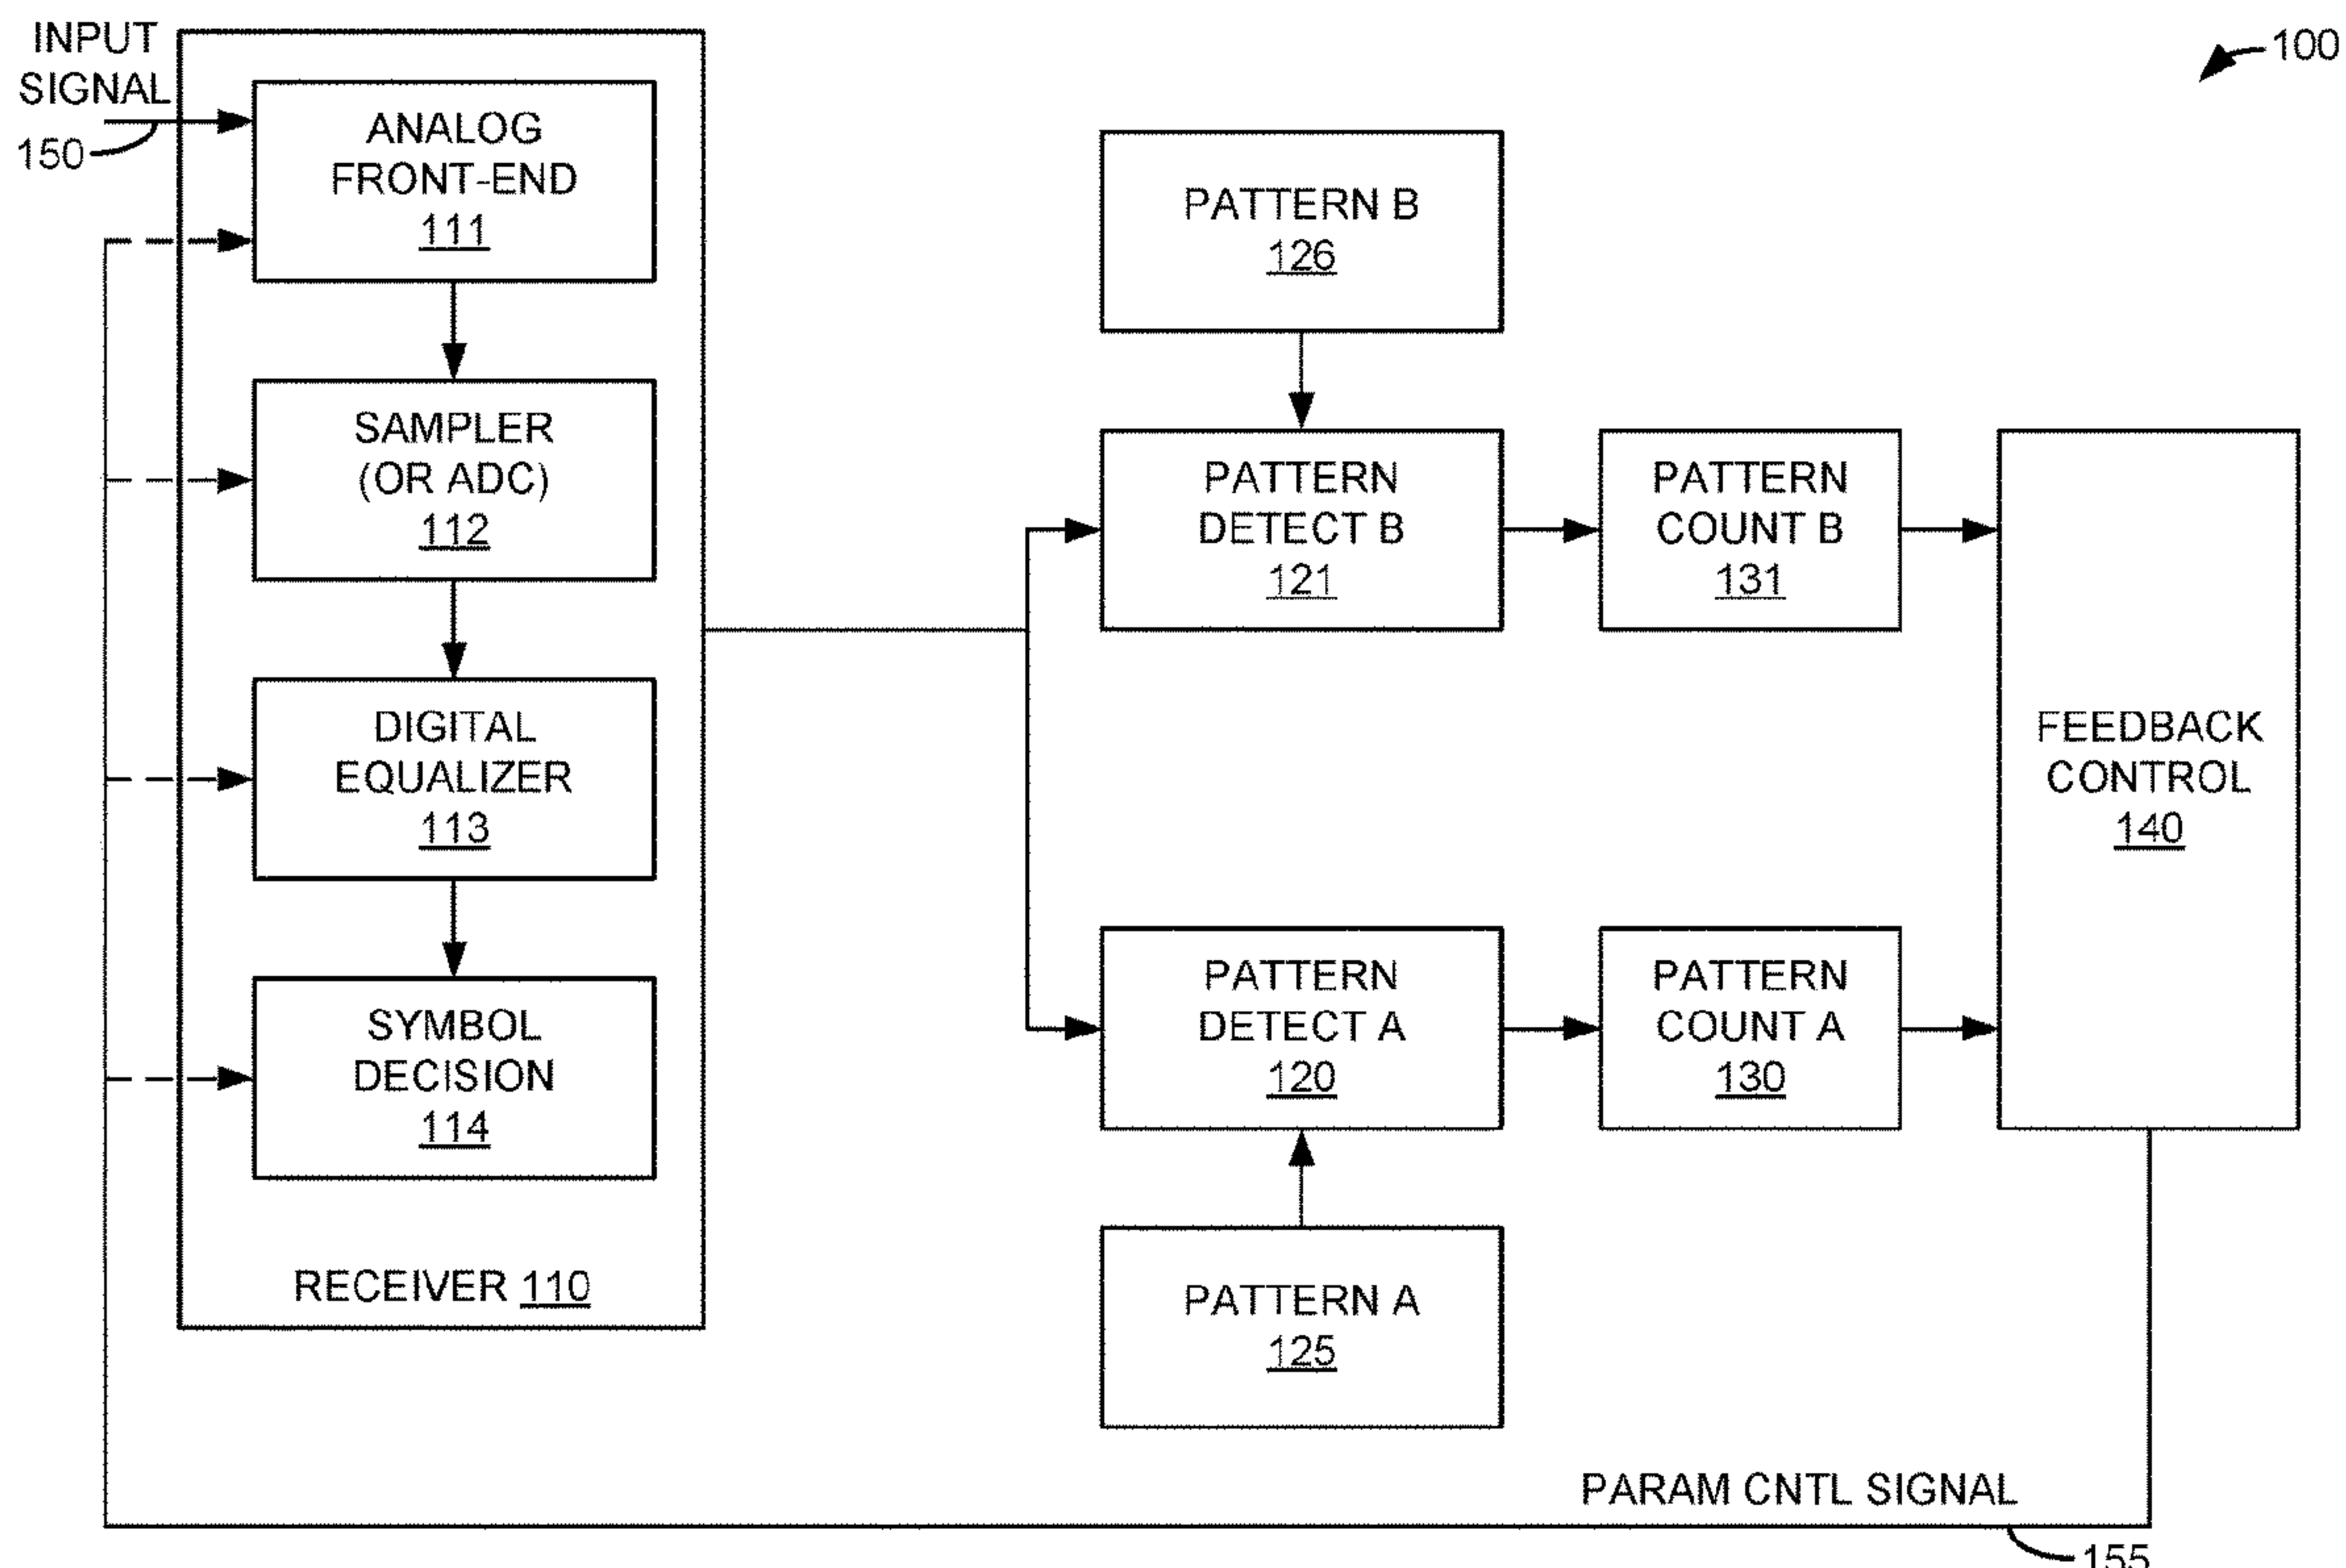 INPUT
SIGNAL
150
ANALOG
FRONT-END
111
SAMPLER
(OR ADC)
112
DIGITAL
EQUALIZER
113
SYMBOL
DECISION
114
RECEIVER 110
100
PATTERN B
126
PATTERN
DETECT B
121
PATTERN
COUNT B
131
FEEDBACK
CONTROL
140
PATTERN
DETECT A
120
PATTERN
COUNT A
130
PATTERN A
125
PARAM CNTL SIGNAL
155